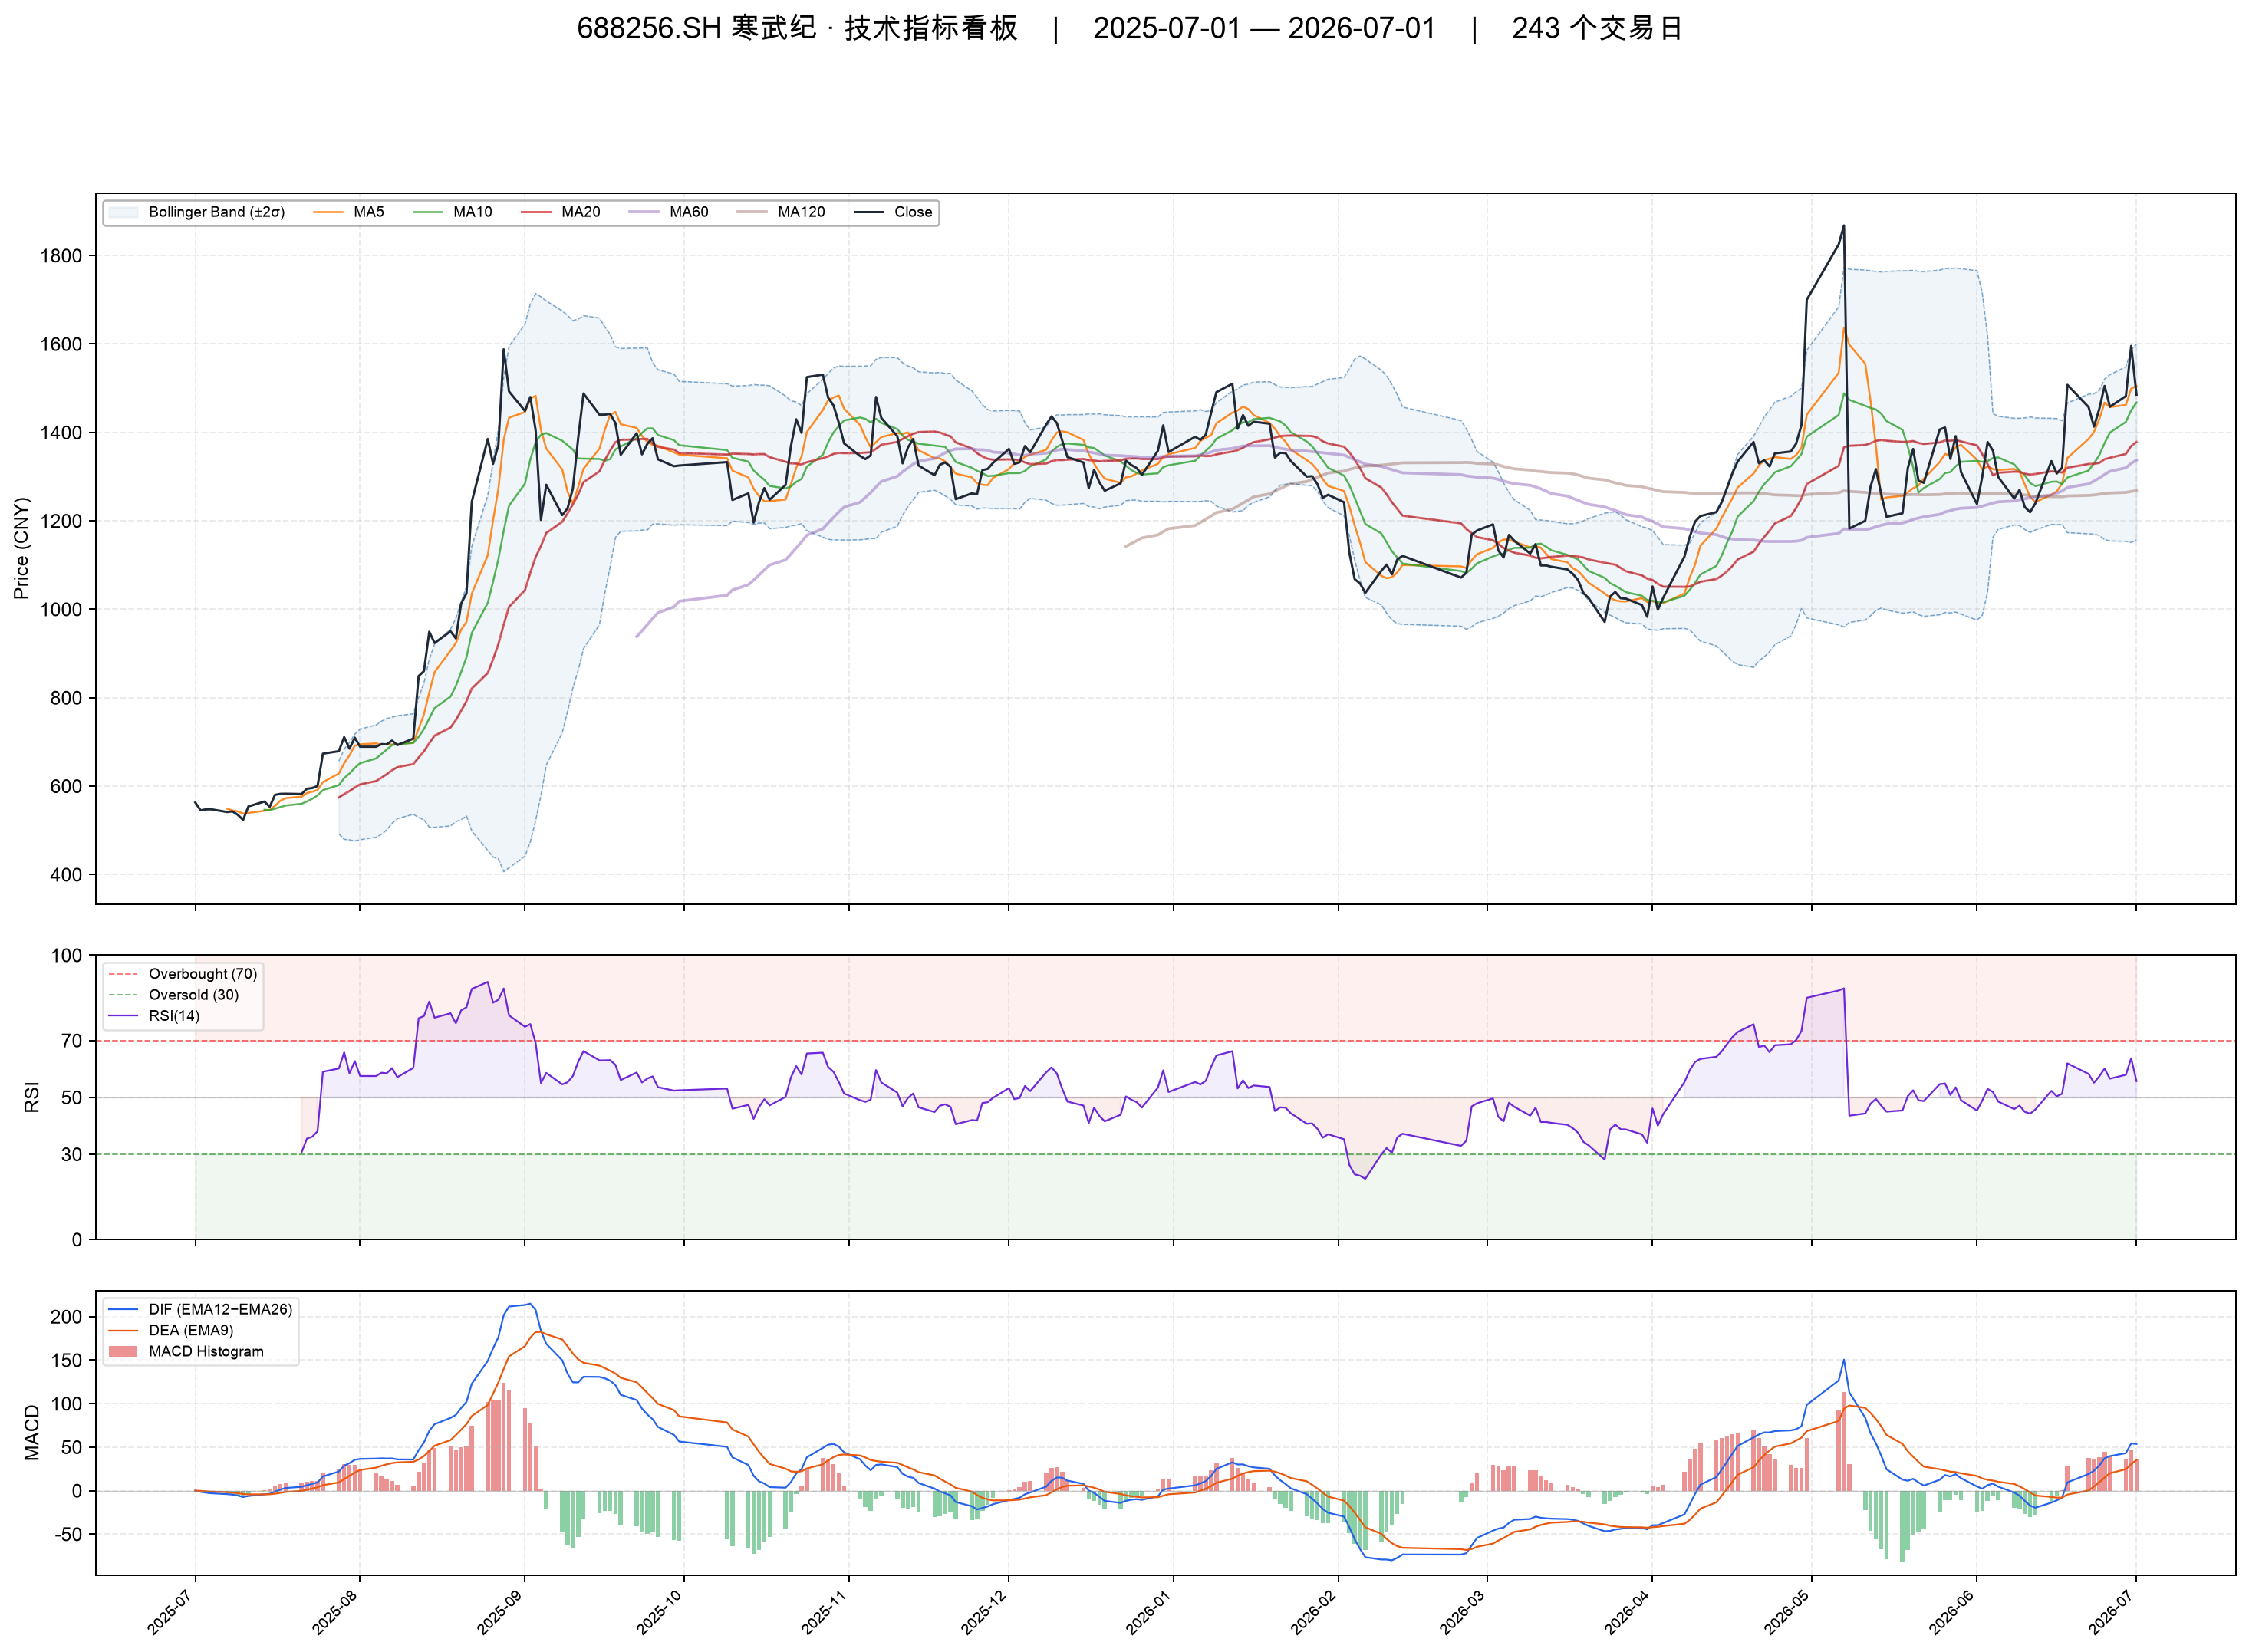 688256.SH 寒武纪 · 技术指标看板 | 2025-07-01 — 2026-07-01 | 243 个交易日
Bollinger Band (±2σ) MA5 MA10 MA20 MA60 MA120 Close
Price (CNY)
1800
1600
1400
1200
1000
800
600
400
Overbought (70)
Oversold (30)
RSI(14)
RSI
100
70
50
30
0
DIF (EMA12−EMA26)
DEA (EMA9)
MACD Histogram
MACD
200
150
100
50
0
-50
2025-07 2025-08 2025-09 2025-10 2025-11 2025-12 2026-01 2026-02 2026-03 2026-04 2026-05 2026-06 2026-07